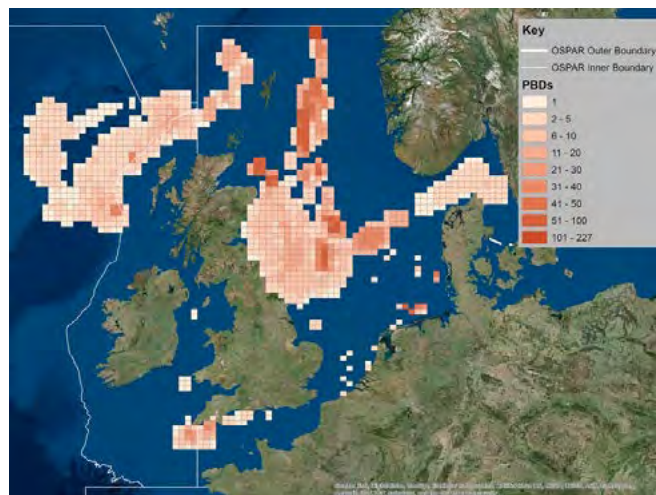 Key
OSPAR Outer Boundary
OSPAR Inner Boundary
PBDs
1
2 - 5
6 - 10
11 - 20
21 - 30
31 - 40
41 - 50
51 - 100
101 - 227